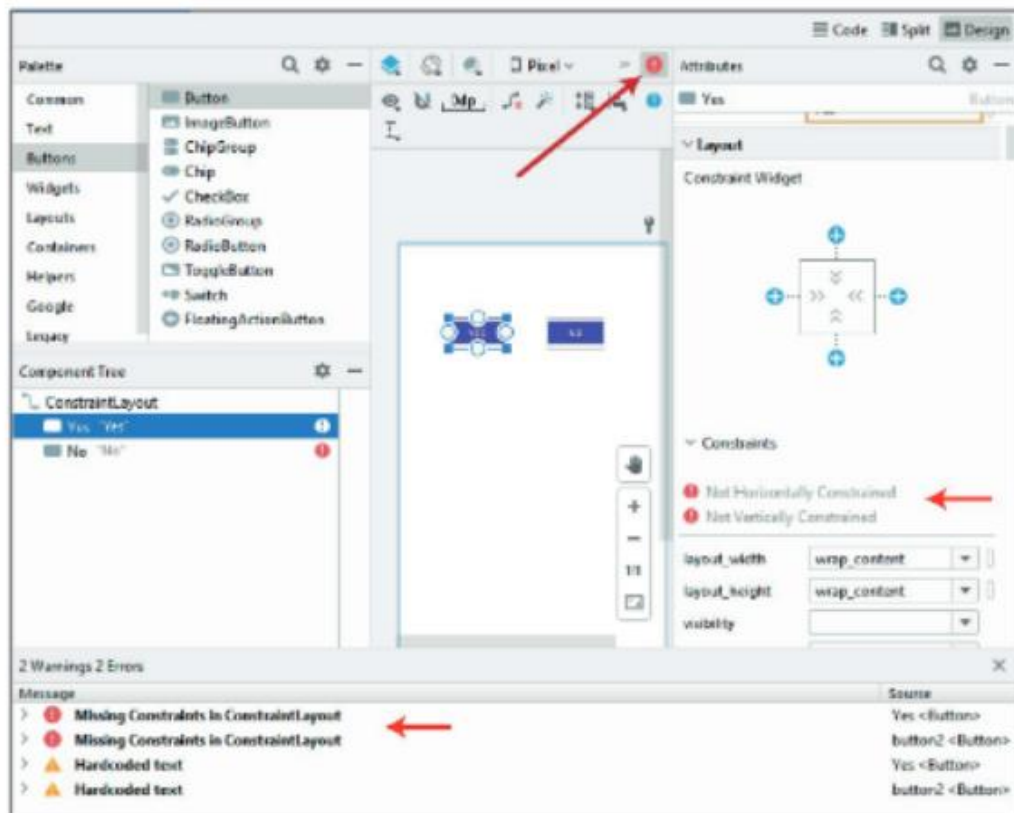 Code Split Design
Palette
Common
Text
Buttons
Widgets
Layouts
Containers
Helpers
Google
Legacy
Button
ImageButton
ChipGroup
Chip
CheckBox
RadioGroup
RadioButton
ToggleButton
Switch
FloatingActionButton
Component Tree
ConstraintLayout
Yes "Yes"
No "No"
Pixel
Attributes
Yes Button
Layout
Constraint Widget
Constraints
Not Horizontally Constrained
Not Vertically Constrained
layout_width wrap_content
layout_height wrap_content
visibility
1:1
2 Warnings 2 Errors
Message Source
Missing Constraints in ConstraintLayout Yes <Button>
Missing Constraints in ConstraintLayout button2 <Button>
Hardcoded text Yes <Button>
Hardcoded text button2 <Button>